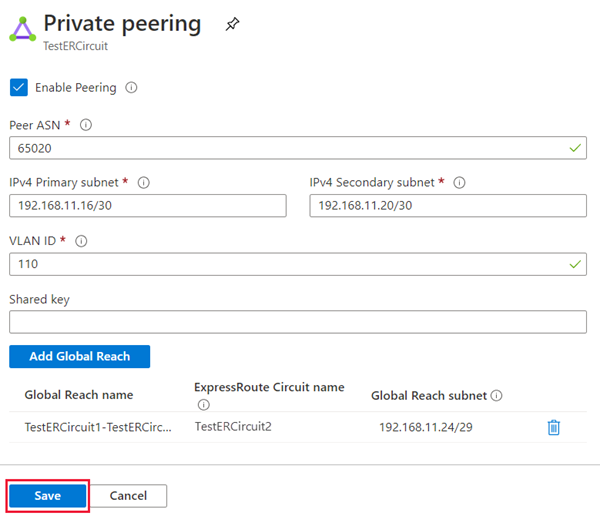 Private peering
TestERCircuit
Enable Peering
Peer ASN *
65020
IPv4 Primary subnet * IPv4 Secondary subnet *
192.168.11.16/30 192.168.11.20/30
VLAN ID *
110
Shared key
Add Global Reach
Global Reach name ExpressRoute Circuit name Global Reach subnet
TestERCircuit1-TestERCirc... TestERCircuit2 192.168.11.24/29
Save Cancel